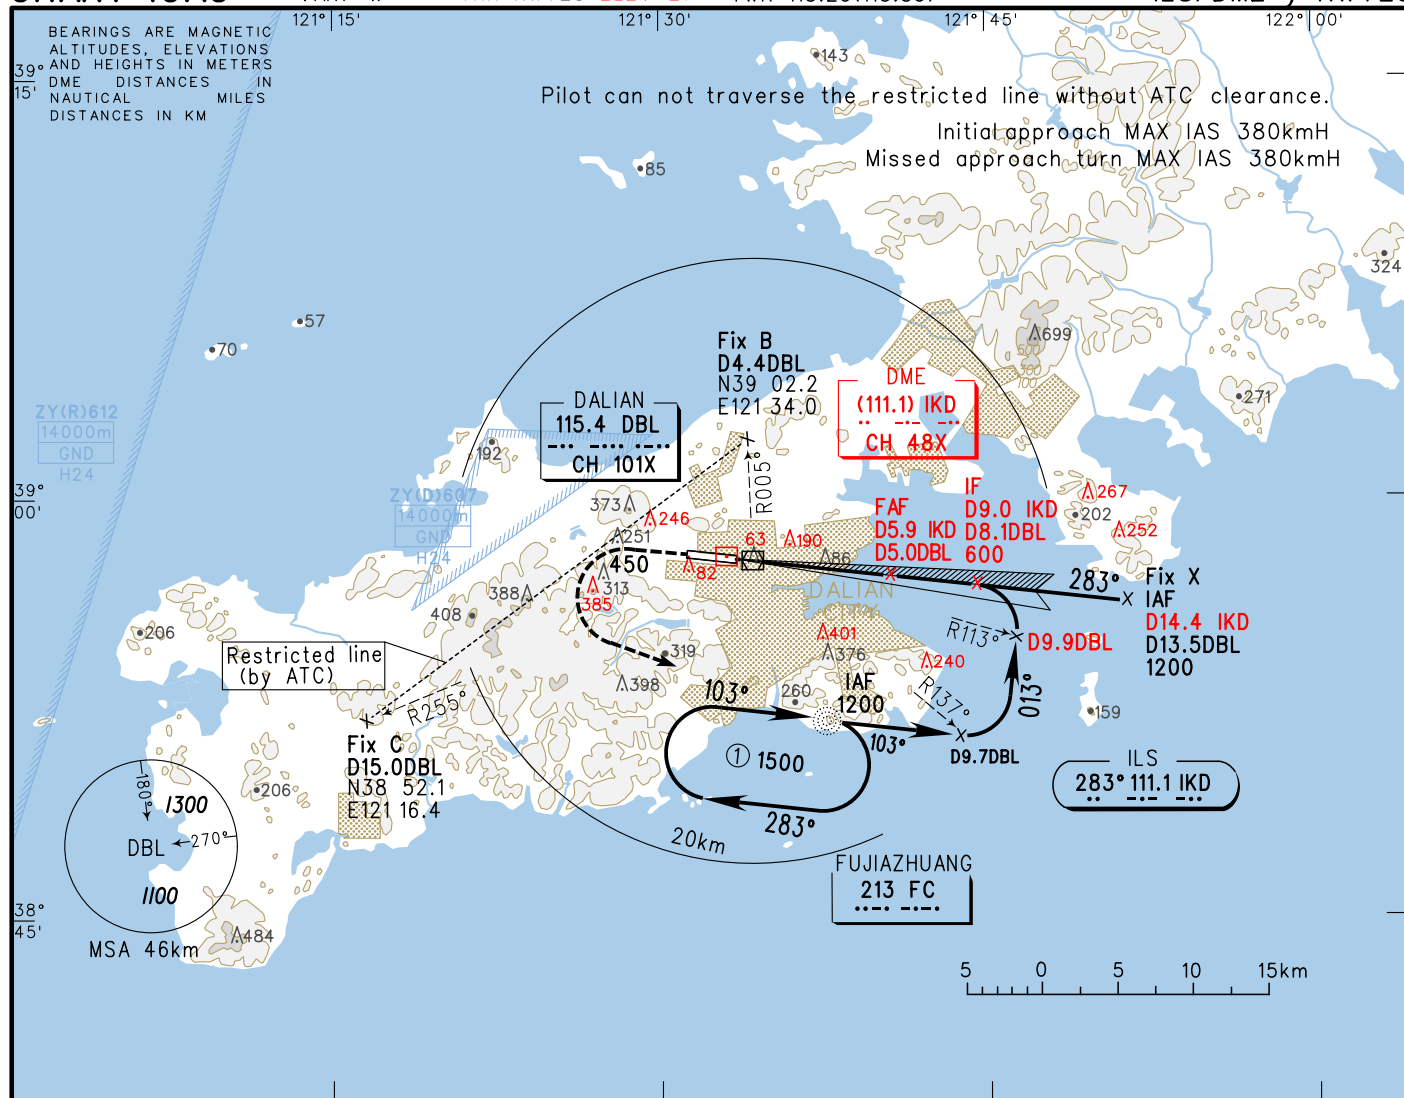 121° 15'
121° 30'
121° 45'
122° 00'
BEARINGS ARE MAGNETIC
ALTITUDES, ELEVATIONS
AND HEIGHTS IN METERS
DME DISTANCES IN
NAUTICAL MILES
DISTANCES IN KM
39°
15'
143
Pilot can not traverse the restricted line without ATC clearance.
Initial approach MAX IAS 380kmH
Missed approach turn MAX IAS 380kmH
85
324
57
70
699
500
300
100
271
Fix B
D4.4DBL
N39 02.2
E121 34.0
DME
(111.1) IKD
CH 48X
DALIAN
115.4 DBL
CH 101X
ZY(R)612
14000m
GND
H24
192
ZY(D)607
14000m
GND
H24
39°
00'
R005°
373
246
251
267
202
252
FAF
D5.9 IKD
D5.0DBL
IF
D9.0 IKD
D8.1DBL
600
63
190
86
450
82
313
385
388
408
DALIAN
283°
Fix X
IAF
D14.4 IKD
D13.5DBL
1200
206
401
376
R113°
D9.9DBL
319
240
Restricted line
(by ATC)
398
103°
260
IAF
1200
R137°
013°
159
R255°
Fix C
D15.0DBL
N38 52.1
E121 16.4
103°
D9.7DBL
① 1500
283°
ILS
283° 111.1 IKD
180°
1300
206
DBL
270°
1100
20km
FUJIAZHUANG
213 FC
38°
45'
484
MSA 46km
5 0 5 10 15km